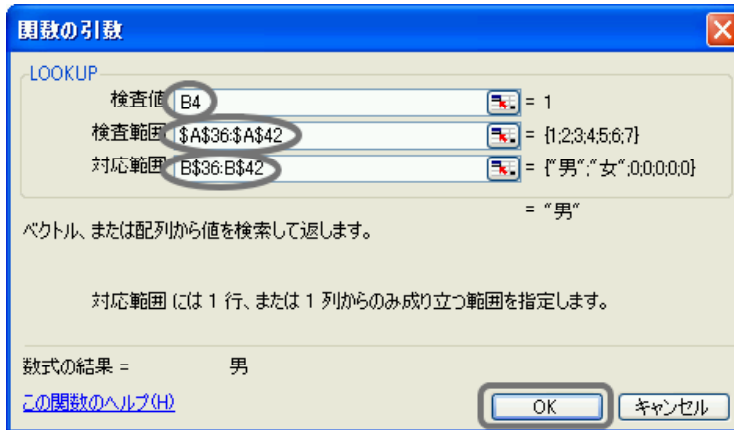 関数の引数
LOOKUP
検査値 B4 = 1
検査範囲 $A$36:$A$42 = {1;2;3;4;5;6;7}
対応範囲 B$36:B$42 = {"男";"女";0;0;0;0;0}
= "男"
ベクトル、または配列から値を検索して返します。
対応範囲 には 1 行、または 1 列からのみ成り立つ範囲を指定します。
数式の結果 = 男
この関数のヘルプ(H)
OK キャンセル